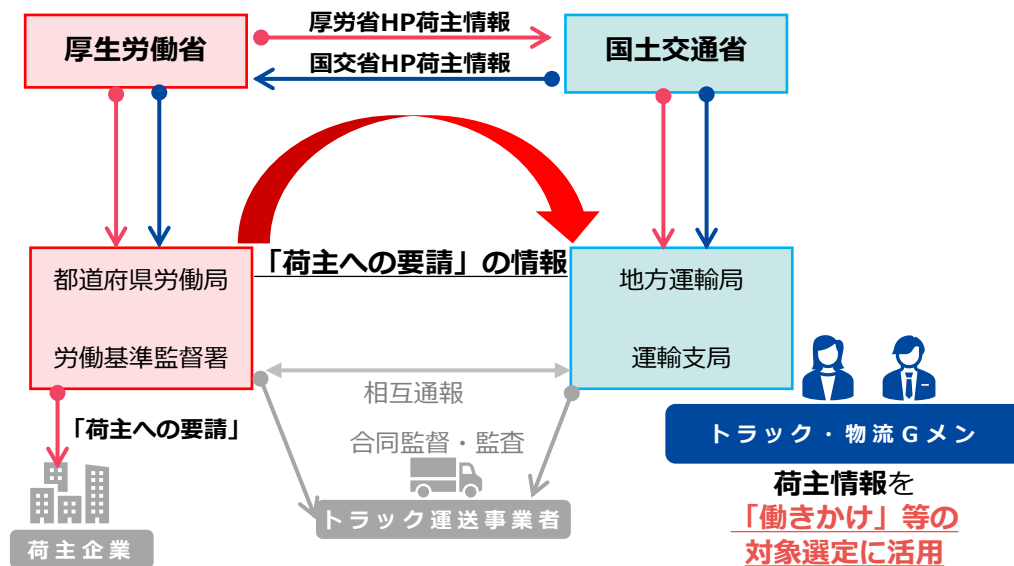 厚労省HP荷主情報
厚生労働省
国土交通省
国交省HP荷主情報
「荷主への要請」の情報
都道府県労働局
労働基準監督署
地方運輸局
運輸支局
相互通報
「荷主への要請」
合同監督・監査
トラック運送事業者
荷主企業
トラック・物流Gメン
荷主情報を
「働きかけ」等の
対象選定に活用